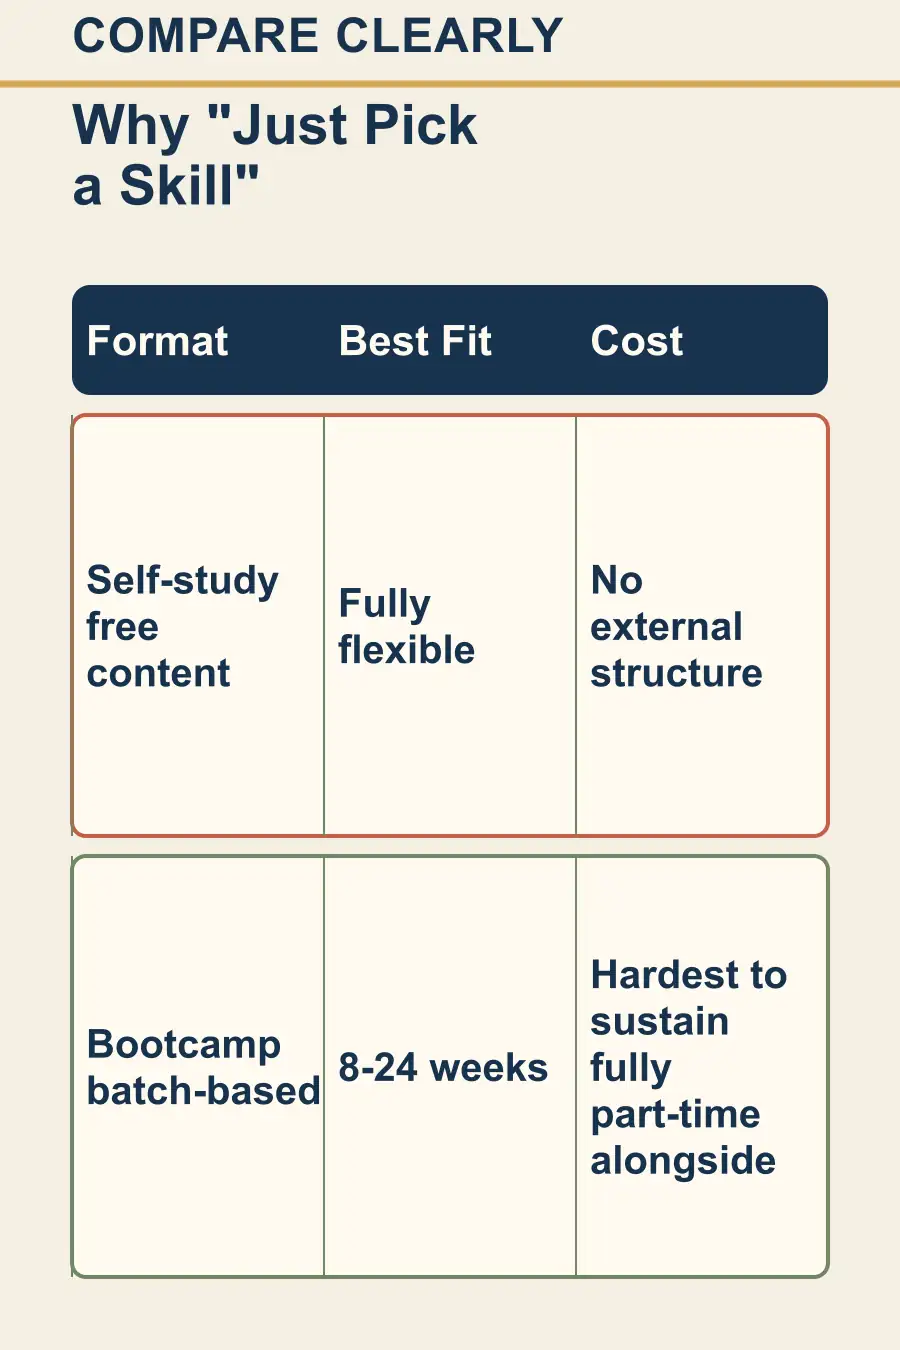 COMPARE CLEARLY
Why "Just Pick
a Skill"
Format
Best Fit
Cost
Self-study
free
content
Fully
flexible
No
external
structure
Bootcamp
batch-based
8-24 weeks
Hardest to
sustain
fully
part-time
alongside